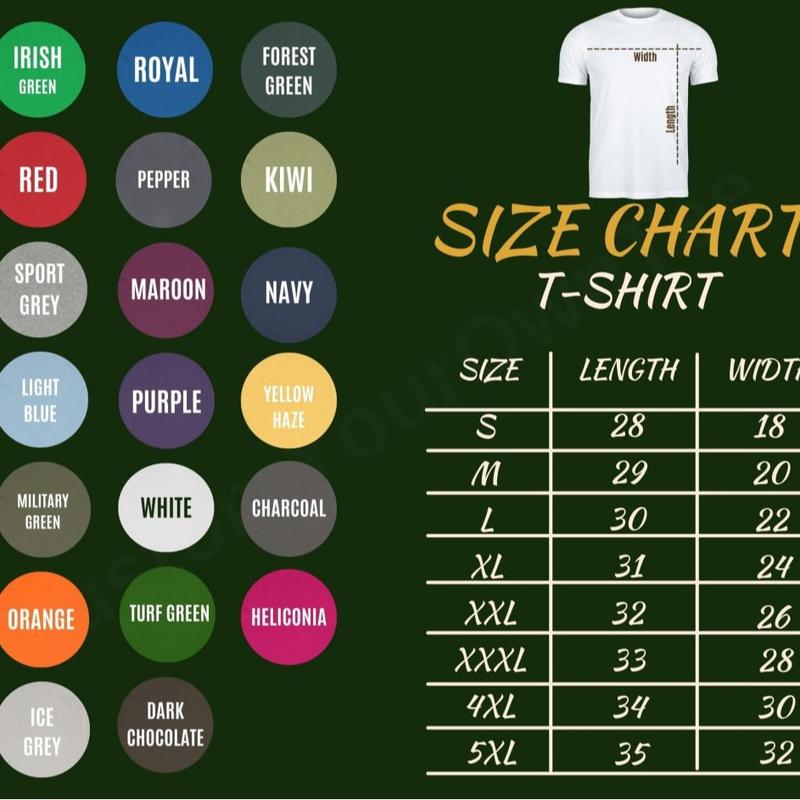 IRISH
GREEN
ROYAL
FOREST
GREEN
RED
PEPPER
KIWI
SPORT
GREY
MAROON
NAVY
LIGHT
BLUE
PURPLE
YELLOW
HAZE
MILITARY
GREEN
WHITE
CHARCOAL
ORANGE
TURF GREEN
HELICONIA
ICE
GREY
DARK
CHOCOLATE
Width
Length
SIZE CHART
T-SHIRT
SIZE LENGTH WIDTH
S 28 18
M 29 20
L 30 22
XL 31 24
XXL 32 26
XXXL 33 28
4XL 34 30
5XL 35 32